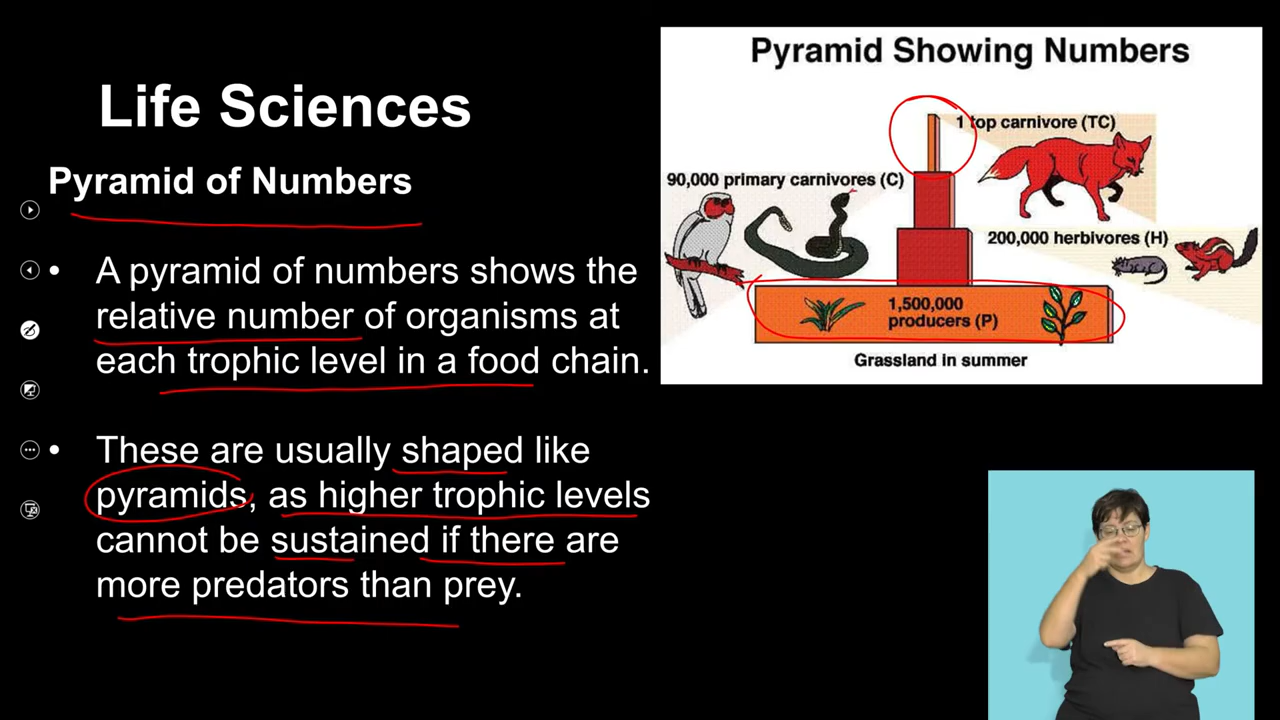 Life Sciences
Pyramid of Numbers
• A pyramid of numbers shows the
relative number of organisms at
each trophic level in a food chain.
• These are usually shaped like
pyramids, as higher trophic levels
cannot be sustained if there are
more predators than prey.
Pyramid Showing Numbers
1 top carnivore (TC)
90,000 primary carnivores (C)
200,000 herbivores (H)
1,500,000
producers (P)
Grassland in summer